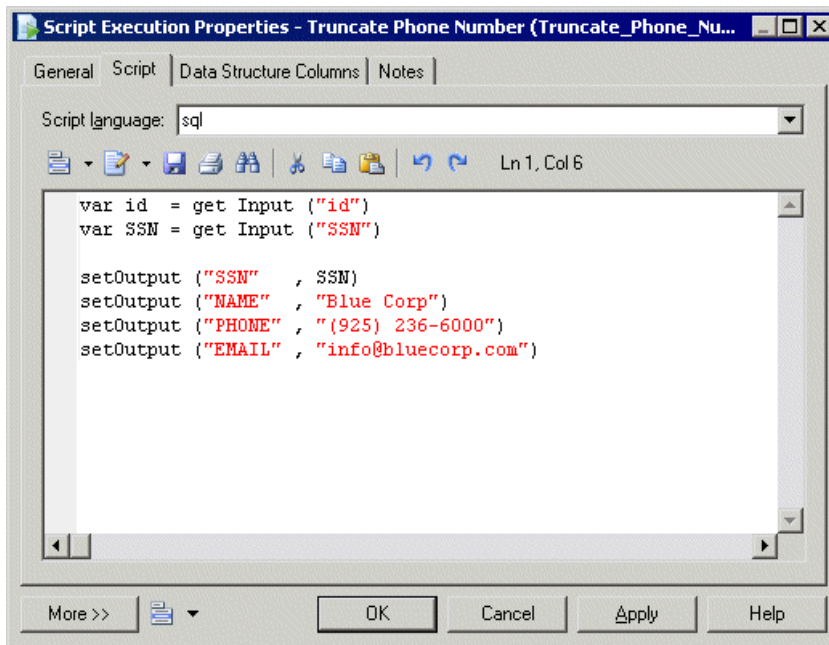 Script Execution Properties - Truncate Phone Number (Truncate_Phone_Nu...
General Script Data Structure Columns Notes
Script language: sql
Ln 1, Col 6
var id  = get Input ("id")
var SSN = get Input ("SSN")
setOutput ("SSN"   , SSN)
setOutput ("NAME"  , "Blue Corp")
setOutput ("PHONE" , "(925) 236-6000")
setOutput ("EMAIL" , "info@bluecorp.com")
More >> OK Cancel Apply Help